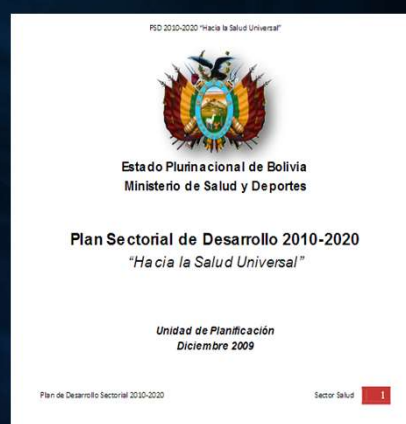 PSD 2010-2020 "Hacia la Salud Universal"
Estado Plurinacional de Bolivia
Ministerio de Salud y Deportes
Plan Sectorial de Desarrollo 2010-2020
"Hacia la Salud Universal"
Unidad de Planificación
Diciembre 2009
Plan de Desarrollo Sectorial 2010-2020 Sector Salud 1